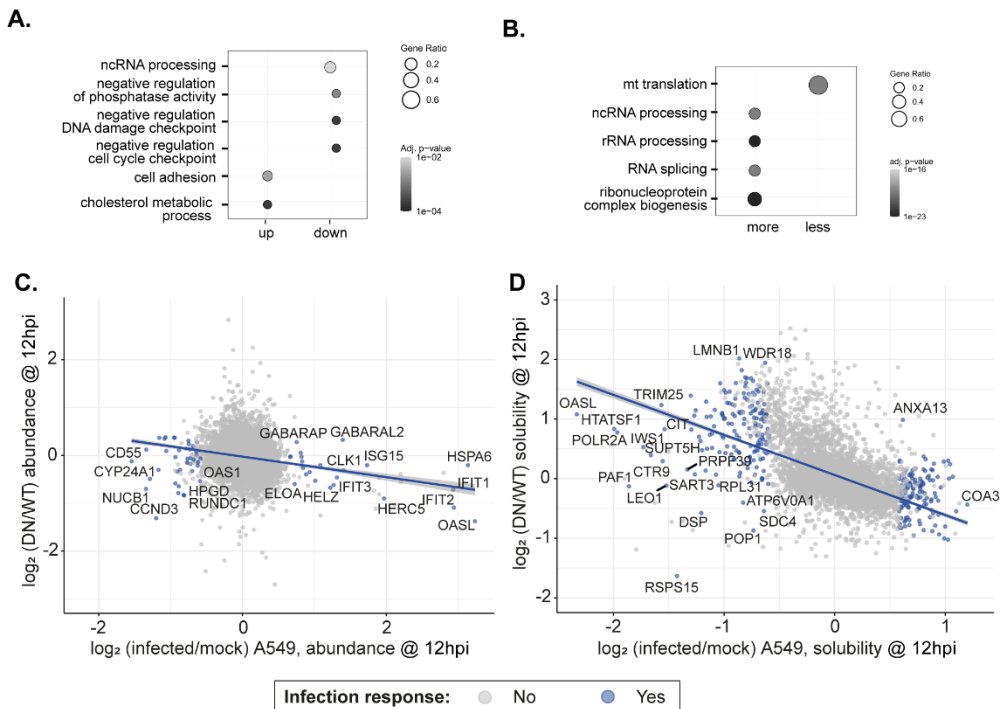 A.
ncRNA processing
negative regulation
of phosphatase activity
negative regulation
DNA damage checkpoint
negative regulation
cell cycle checkpoint
cell adhesion
cholesterol metabolic
process
up
down
Gene Ratio
0.2
0.4
0.6
Adj. p-value
1e-02
1e-04
B.
mt translation
ncRNA processing
rRNA processing
RNA splicing
ribonucleoprotein
complex biogenesis
more
less
Gene Ratio
0.2
0.4
0.6
adj. p-value
1e-16
1e-23
C.
log₂ (DN/WT) abundance @ 12hpi
2
0
-2
CD55
CYP24A1
NUCB1
CCND3
OAS1
HPGD
RUNDC1
GABARAP
GABARAL2
CLK1
ISG15
HSPA6
ELOA
HELZ
IFIT3
IFIT1
IFIT2
HERC5
OASL
-2
0
2
log₂ (infected/mock) A549, abundance @ 12hpi
D
log₂ (DN/WT) solubility @ 12hpi
3
2
1
0
-1
-2
LMNB1
WDR18
TRIM25
OASL
HTATSF1
CIT
ANXA13
POLR2A
IWS1
SUPT5H
PRPF39
PAF1
CTR9
SART3
RPL31
LEO1
ATP6V0A1
COA3
DSP
SDC4
POP1
RSPS15
-2
-1
0
1
log₂ (infected/mock) A549, solubility @ 12hpi
Infection response:
No
Yes